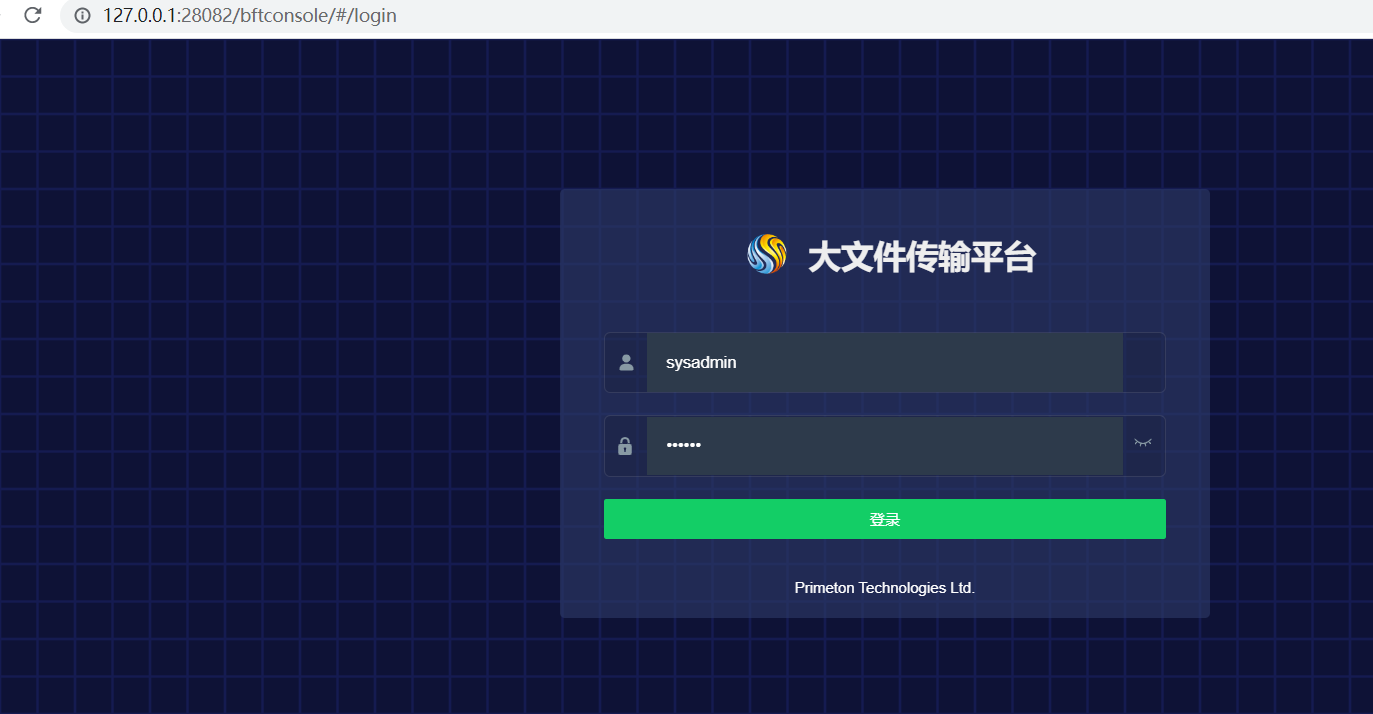 127.0.0.1:28082/bftconsole/#/login
大文件传输平台
sysadmin
••••••
登录
Primeton Technologies Ltd.